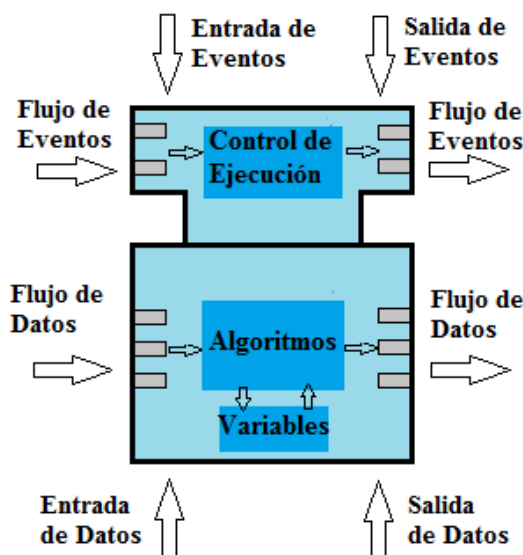 Entrada de
Eventos
Salida de
Eventos
Flujo de
Eventos
Control de
Ejecución
Flujo de
Eventos
Flujo de
Datos
Algoritmos
Variables
Flujo de
Datos
Entrada
de Datos
Salida
de Datos